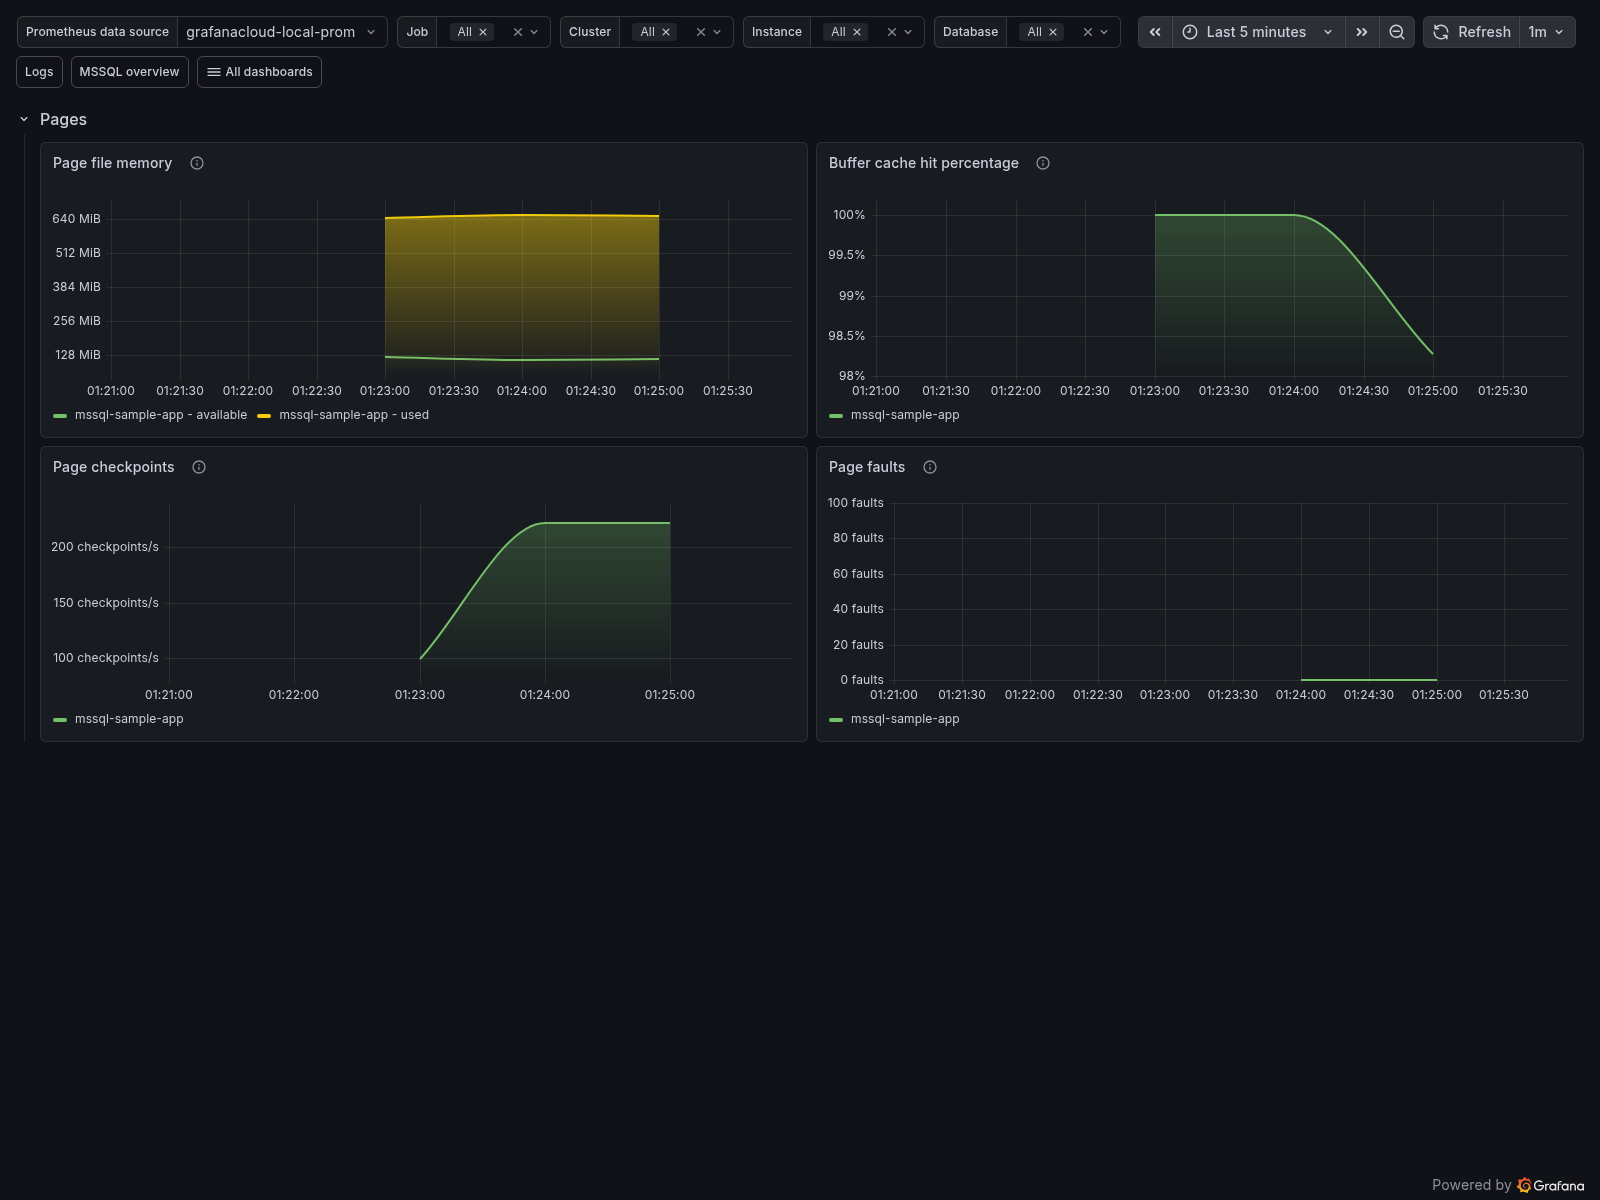 Prometheus data source grafanacloud-local-prom Job All Cluster All Instance All Database All Last 5 minutes Refresh 1m
Logs MSSQL overview All dashboards
Pages
Page file memory
640 MiB
512 MiB
384 MiB
256 MiB
128 MiB
01:21:00 01:21:30 01:22:00 01:22:30 01:23:00 01:23:30 01:24:00 01:24:30 01:25:00 01:25:30
mssql-sample-app - available mssql-sample-app - used
Buffer cache hit percentage
100%
99.5%
99%
98.5%
98%
01:21:00 01:21:30 01:22:00 01:22:30 01:23:00 01:23:30 01:24:00 01:24:30 01:25:00 01:25:30
mssql-sample-app
Page checkpoints
200 checkpoints/s
150 checkpoints/s
100 checkpoints/s
01:21:00 01:22:00 01:23:00 01:24:00 01:25:00
mssql-sample-app
Page faults
100 faults
80 faults
60 faults
40 faults
20 faults
0 faults
01:21:00 01:21:30 01:22:00 01:22:30 01:23:00 01:23:30 01:24:00 01:24:30 01:25:00 01:25:30
mssql-sample-app
Powered by Grafana